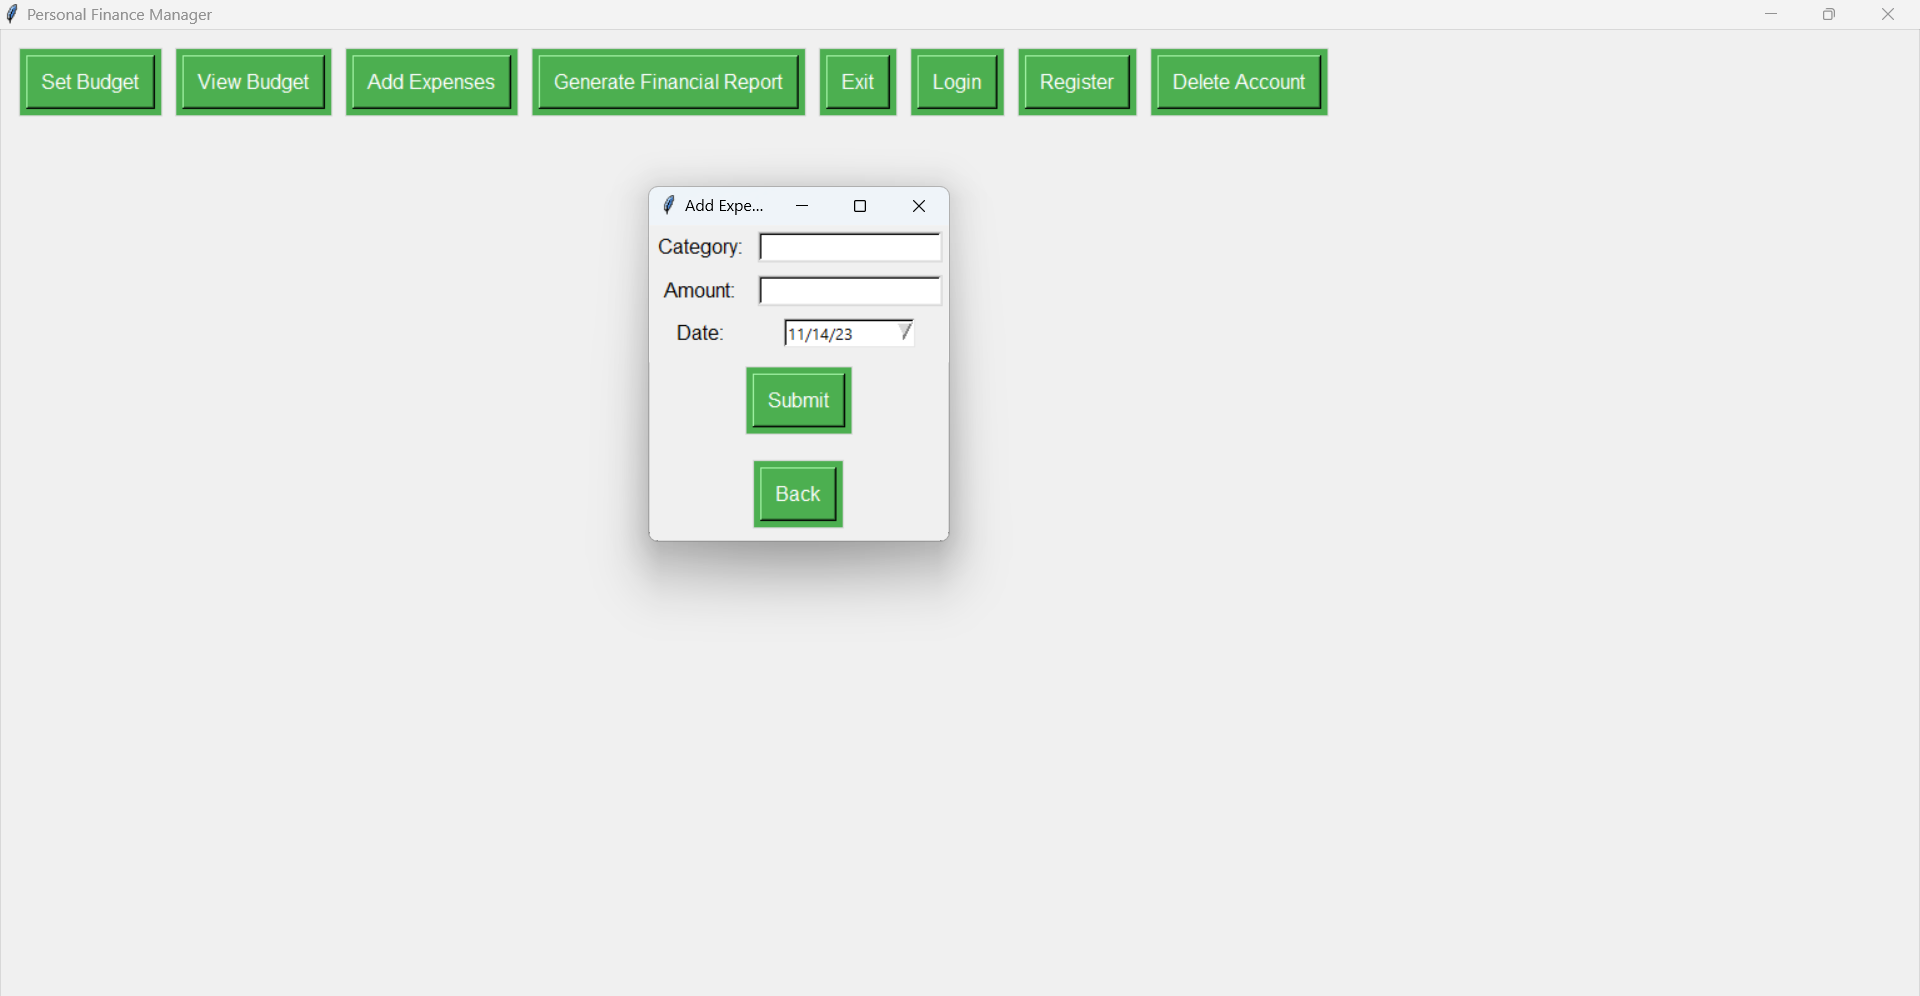 Personal Finance Manager
Set Budget View Budget Add Expenses Generate Financial Report Exit Login Register Delete Account
Add Expe...
Category:
Amount:
Date: 11/14/23
Submit
Back